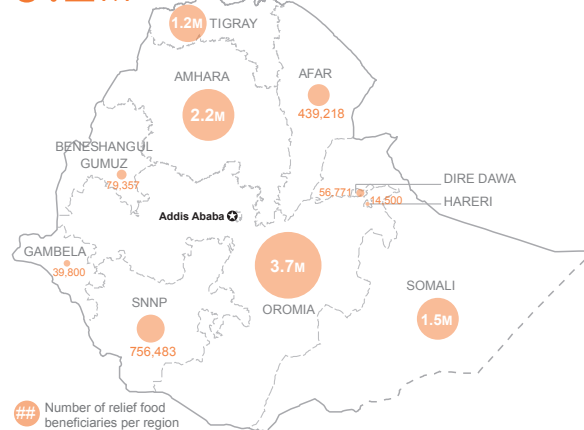 1.2M TIGRAY
AMHARA
2.2M
AFAR
439,218
BENESHANGUL
GUMUZ
79,357
DIRE DAWA
56,771
14,500
HARERI
Addis Ababa
GAMBELA
39,800
3.7M
OROMIA
SOMALI
1.5M
SNNP
756,483
## Number of relief food
beneficiaries per region